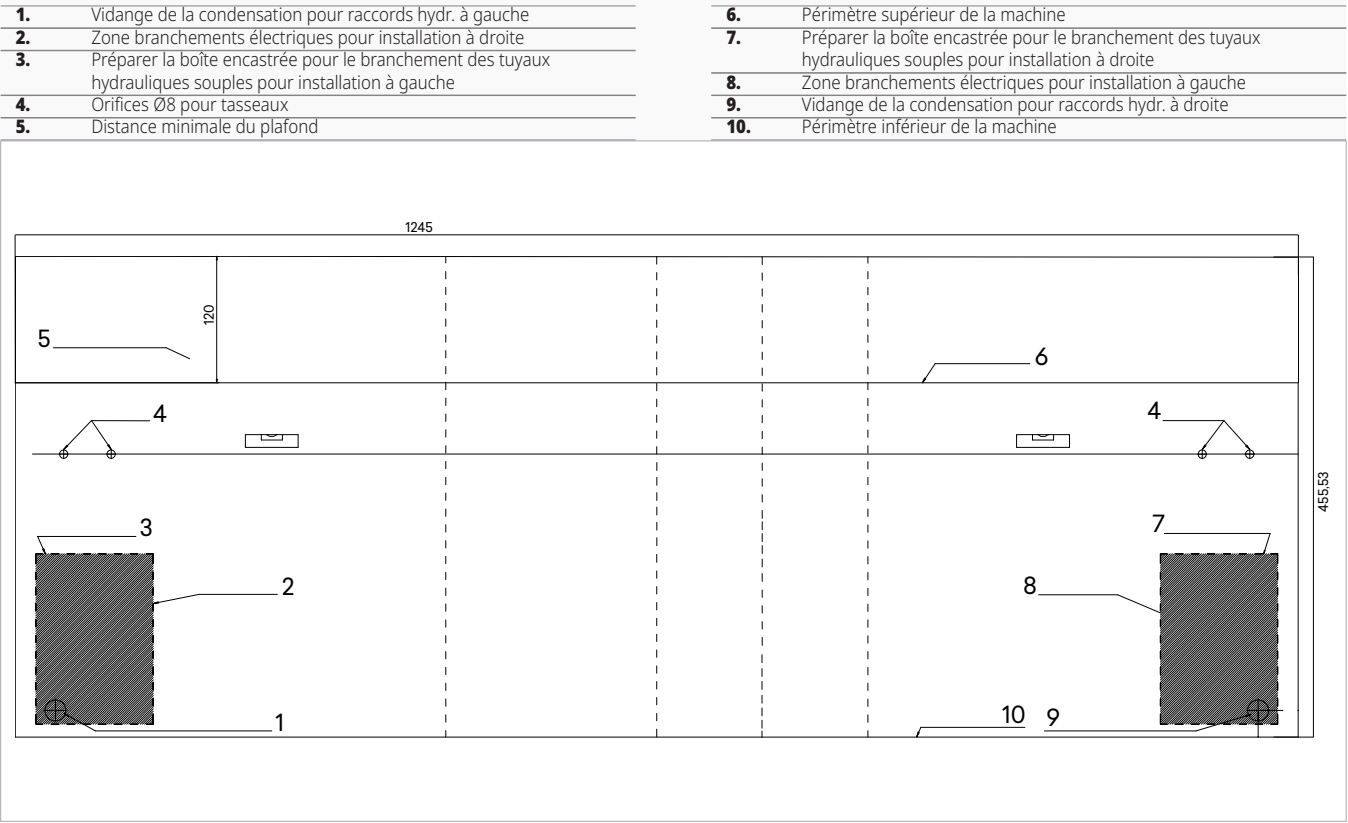 1. Vidange de la condensation pour raccords hydr. à gauche
2. Zone branchements électriques pour installation à droite
3. Préparer la boîte encastrée pour le branchement des tuyaux
hydrauliques souples pour installation à gauche
4. Orifices Ø8 pour tasseaux
5. Distance minimale du plafond
6. Périmètre supérieur de la machine
7. Préparer la boîte encastrée pour le branchement des tuyaux
hydrauliques souples pour installation à droite
8. Zone branchements électriques pour installation à gauche
9. Vidange de la condensation pour raccords hydr. à droite
10. Périmètre inférieur de la machine
1245
120
5
6
4
4
455,53
3
7
2
8
1
10
9